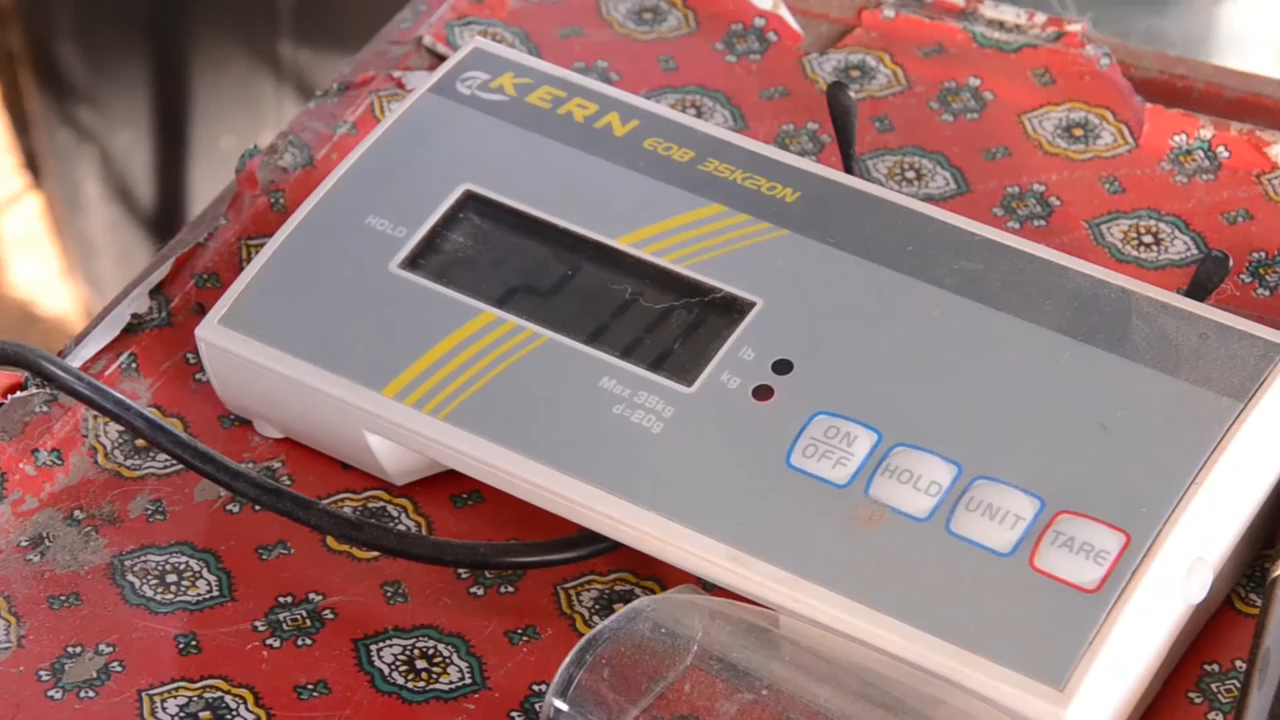 KERN EOB 35K20N
HOLD
lb
kg
Max 35kg
d=20g
ON
OFF
HOLD
UNIT
TARE